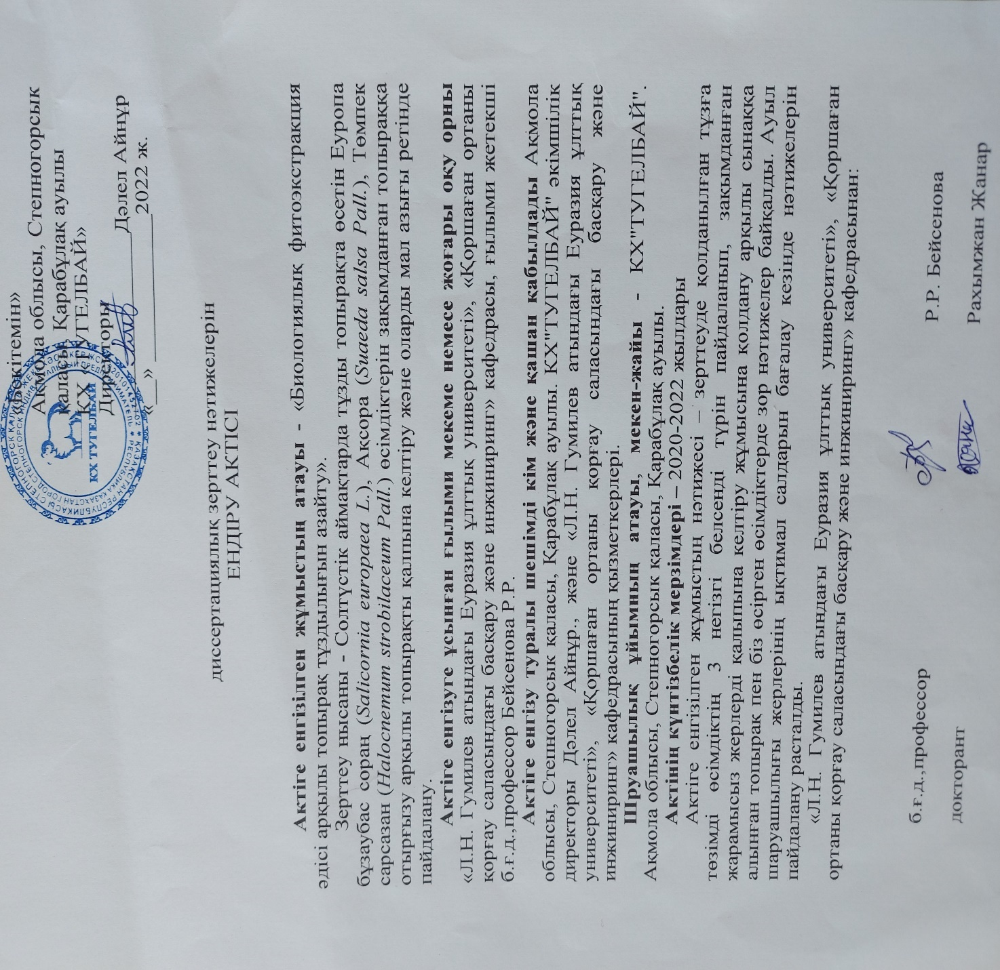 «Бекітемін»
Ақмола облысы, Степногорсык
қаласы, Қарабұлақ ауылы
КХ «ТУГЕЛБАЙ»
Директоры
Дәлел Айнұр
«__»____________________2022 ж.
КХ ТУГЕЛБАЙ
диссертациялық зерттеу нәтижелерін
ЕНДІРУ АКТІСІ
Актіге енгізілген жұмыстың атауы - «Биологиялық фитоэкстракция
әдісі арқылы топырақ тұздылығын азайту».
Зерттеу нысаны - Солтүстік аймақтарда тұзды топырақта өсетін Еуропа
бұзаубас сораң (Salicornia europaea L.), Ақсора (Suaeda salsa Pall.), Төмпек
сарсазан (Halocnemum strobilaceum Pall.) өсімдіктерін зақымданған топыраққа
отырғызу арқылы топырақты қалпына келтіру және оларды мал азығы ретінде
пайдалану.
Актіге енгізуге ұсынған ғылыми мекеме немесе жоғары оқу орны
«Л.Н. Гумилев атындағы Еуразия ұлттық университеті», «Қоршаған ортаны
қорғау саласындағы басқару және инжиниринг» кафедрасы, ғылыми жетекші
б.ғ.д.,профессор Бейсенова Р.Р.
Актіге енгізу туралы шешімді кім және қашан қабылдады Ақмола
облысы, Степногорсык қаласы, Қарабұлақ ауылы. КХ"ТУГЕЛБАЙ" әкімшілік
директоры Дәлел Айнұр., және «Л.Н. Гумилев атындағы Еуразия ұлттық
университеті», «Қоршаған ортаны қорғау саласындағы басқару және
инжиниринг» кафедрасының қызметкерлері.
Шруашылық ұйымның атауы, мекен-жайы - КХ"ТУГЕЛБАЙ".
Ақмола облысы, Степногорсык қаласы, Қарабұлақ ауылы.
Актінің күнтізбелік мерзімдері – 2020-2022 жылдары
Актіге енгізілген жұмыстың нәтижесі – зерттеуде қолданылған тұзға
төзімді өсімдіктің 3 негізгі белсенді түрін пайдаланып, зақымданған
жарамысыз жерлерді қалыпына келтіру жұмысына қолдану арқылы сынаққа
алынған топырақ пен біз өсірген өсімдіктерде зор нәтижелер байқалды. Ауыл
шаруашылығы жерлерінің ықтимал салдарын бағалау кезінде нәтижелерін
пайдалану расталды.
«Л.Н. Гумилев атындағы Еуразия ұлттық университеті», «Қоршаған
ортаны қорғау саласындағы басқару және инжиниринг» кафедрасынан:
б.ғ.д.,профессор Р.Р. Бейсенова
докторант Рахымжан Жанар